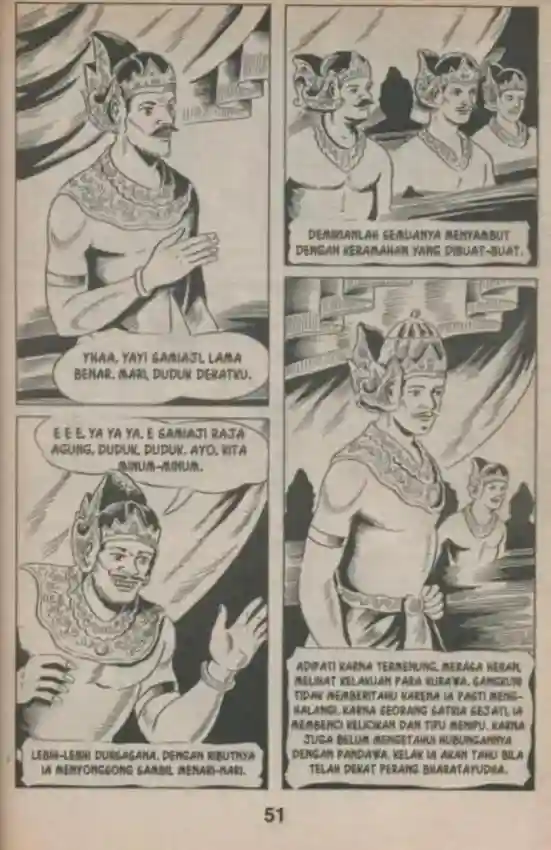 YHAA, YAYI SAMIAJI, LAMA
BENAR. MARI, DUDUK DEKATKU.
DEMIKIANLAH SEMUANYA MENYAMBUT
DENGAN KERAMAHAN YANG DIBUAT-BUAT.
E E E, YA YA YA, E SAMIAJI RAJA
AGUNG, DUDUK, DUDUK. AYO, KITA
MINUM-MINUM.
LEBIH-LEBIH DURSASANA. DENGAN RIBUTNYA
IA MENYONGSONG SAMBIL MENARI-NARI.
ADIPATI KARNA TERMENUNG, MERASA HERAN,
MELIHAT KELAKUAN PARA KURAWA. SANGKUNI
TIDAK MEMBERITAHU KARENA IA PASTI MENG-
HALANGI. KARNA SEORANG SATRIA SEJATI, IA
MEMBENCI KELICIKAN DAN TIPU MENIPU. KARNA
JUGA BELUM MENGETAHUI HUBUNGANNYA
DENGAN PANDAWA. KELAK IA AKAN TAHU BILA
TELAH DEKAT PERANG BHARATAYUDHA.
51